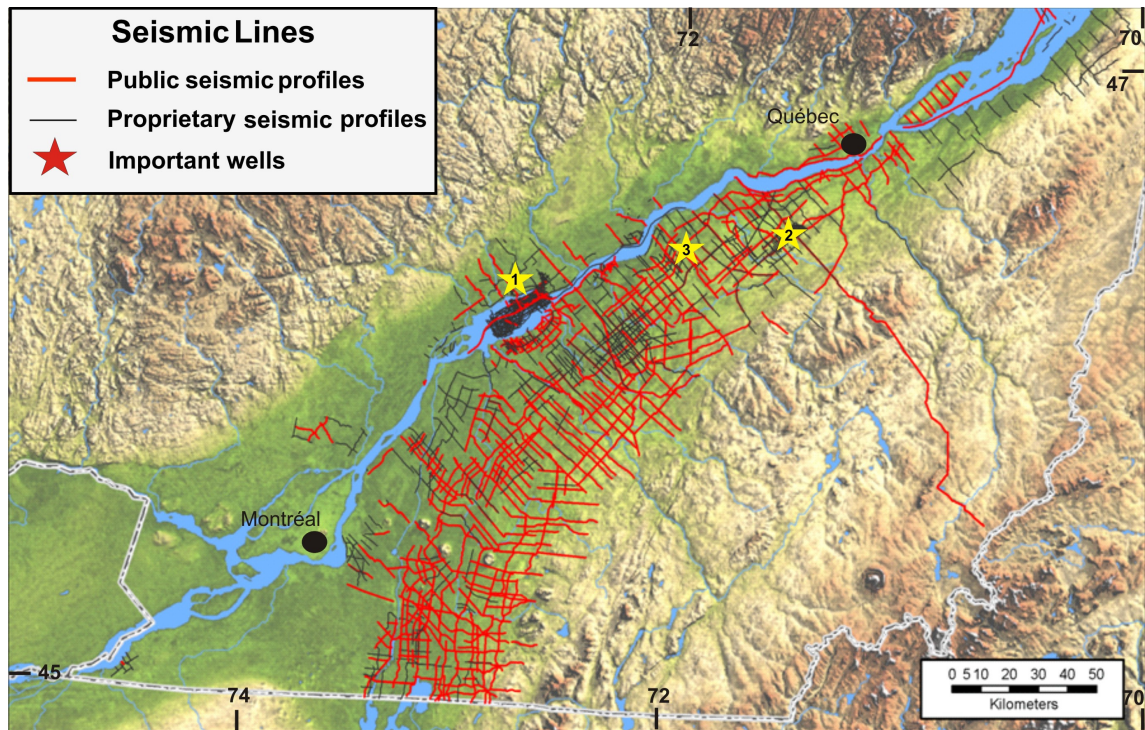 Seismic Lines
Public seismic profiles
Proprietary seismic profiles
Important wells
72
70
47
Québec
2
3
1
Montréal
45
74
72
70
0 5 10 20 30 40 50
Kilometers